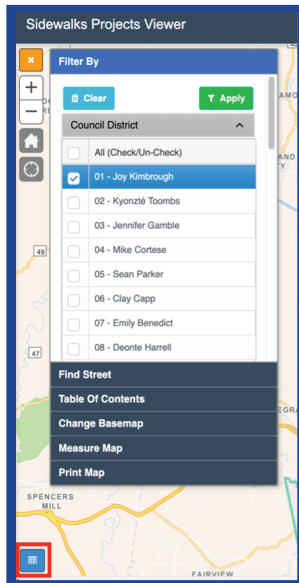 Sidewalks Projects Viewer
Filter By
Clear
Apply
Council District
All (Check/Un-Check)
01 - Joy Kimbrough
02 - Kyonzté Toombs
03 - Jennifer Gamble
04 - Mike Cortese
05 - Sean Parker
06 - Clay Capp
07 - Emily Benedict
08 - Deonte Harrell
Find Street
Table Of Contents
Change Basemap
Measure Map
Print Map
49
47
SPENCERS
MILL
FAIRVIEW